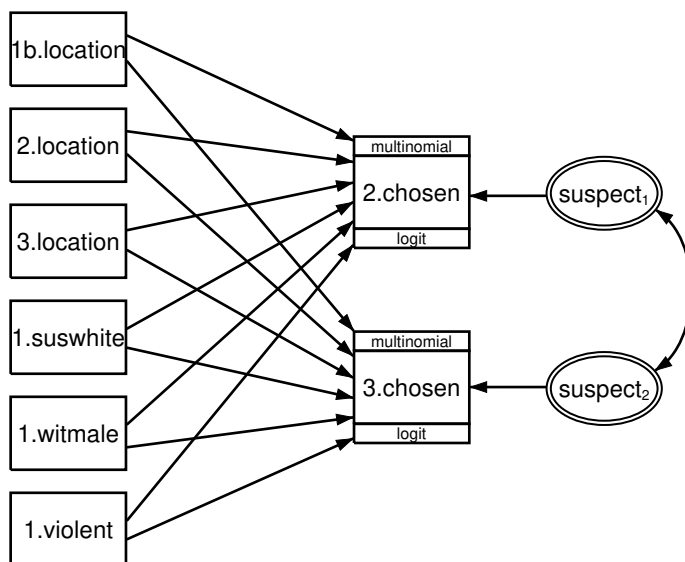 1b.location
2.location
3.location
1.suswhite
1.witmale
1.violent
multinomial
2.chosen
logit
multinomial
3.chosen
logit
suspect₁
suspect₂